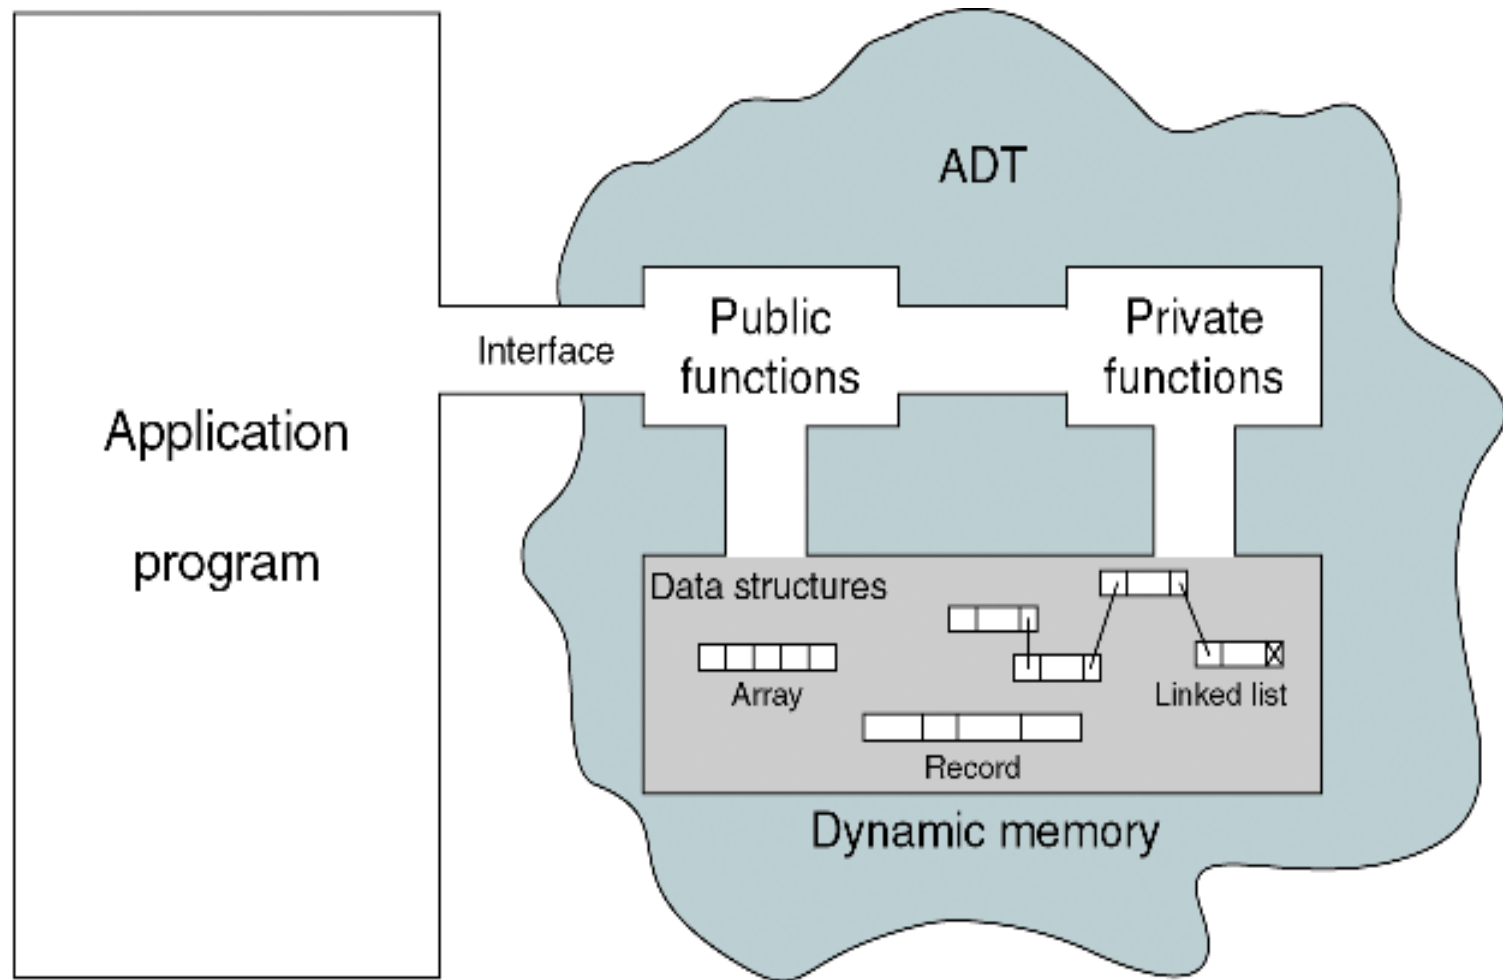 ADT
Application
program
Interface
Public
functions
Private
functions
Data structures
Array
Record
Linked list
Dynamic memory